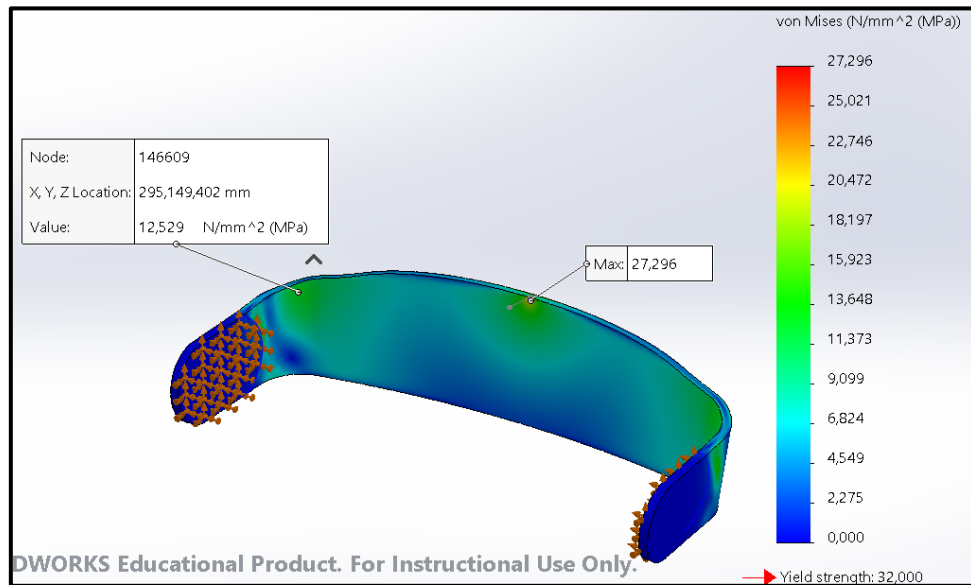 von Mises (N/mm^2 (MPa))
27,296
25,021
22,746
20,472
18,197
15,923
13,648
11,373
9,099
6,824
4,549
2,275
0,000
Yield strength: 32,000
Node: 146609
X, Y, Z Location: 295,149,402 mm
Value: 12,529 N/mm^2 (MPa)
Max: 27,296
DWORKS Educational Product. For Instructional Use Only.